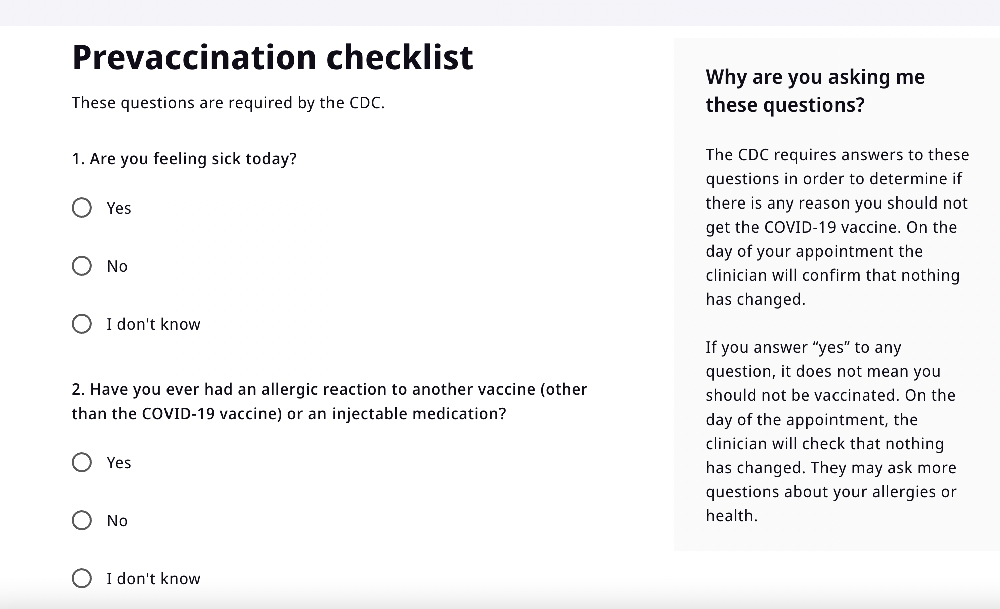 Prevaccination checklist
These questions are required by the CDC.
1. Are you feeling sick today?
Yes
No
I don't know
2. Have you ever had an allergic reaction to another vaccine (other
than the COVID-19 vaccine) or an injectable medication?
Yes
No
I don't know
Why are you asking me
these questions?
The CDC requires answers to these
questions in order to determine if
there is any reason you should not
get the COVID-19 vaccine. On the
day of your appointment the
clinician will confirm that nothing
has changed.
If you answer “yes” to any
question, it does not mean you
should not be vaccinated. On the
day of the appointment, the
clinician will check that nothing
has changed. They may ask more
questions about your allergies or
health.